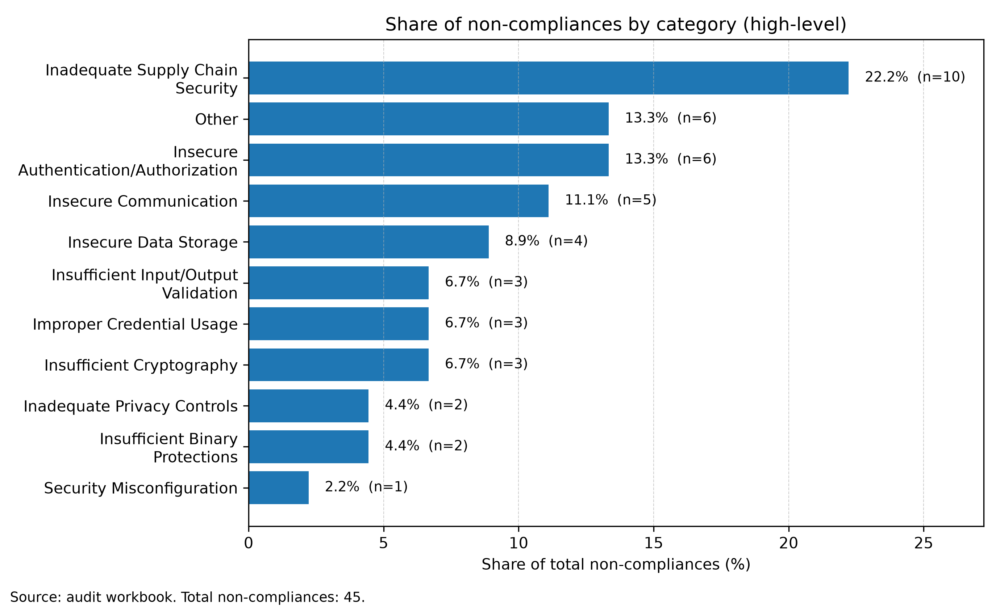 Share of non-compliances by category (high-level)
Inadequate Supply Chain
Security
22.2%  (n=10)
Other
13.3%  (n=6)
Insecure
Authentication/Authorization
13.3%  (n=6)
Insecure Communication
11.1%  (n=5)
Insecure Data Storage
8.9%  (n=4)
Insufficient Input/Output
Validation
6.7%  (n=3)
Improper Credential Usage
6.7%  (n=3)
Insufficient Cryptography
6.7%  (n=3)
Inadequate Privacy Controls
4.4%  (n=2)
Insufficient Binary
Protections
4.4%  (n=2)
Security Misconfiguration
2.2%  (n=1)
0 5 10 15 20 25
Share of total non-compliances (%)
Source: audit workbook. Total non-compliances: 45.